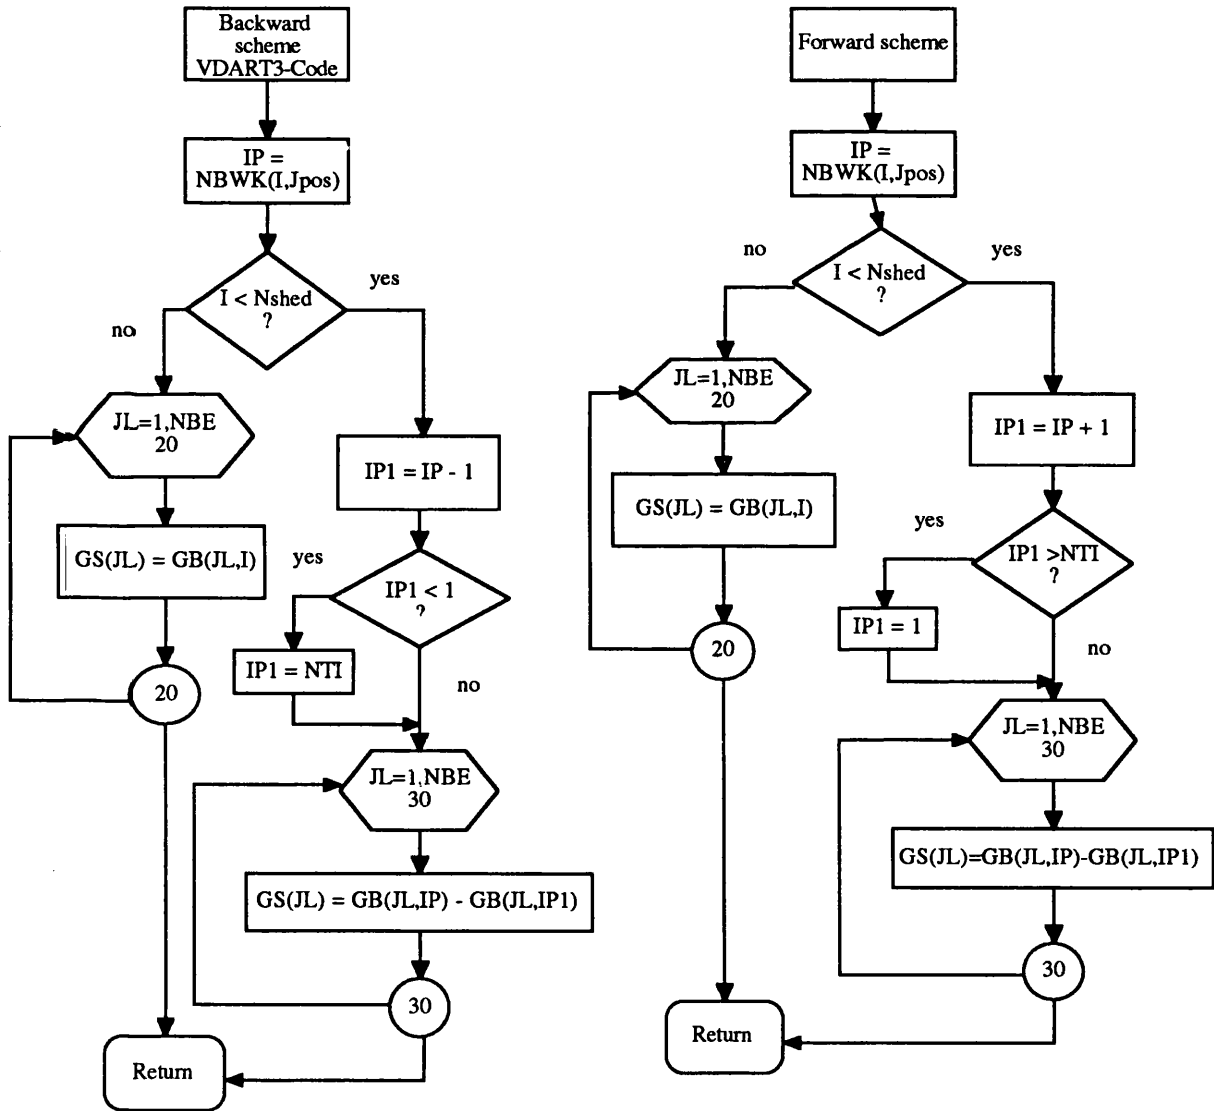 Backward
scheme
VDART3-Code
IP =
NBWK(I,Jpos)
I < Nshed
?
yes
no
JL=1,NBE
20
IP1 = IP - 1
GS(JL) = GB(JL,I)
yes
IP1 < 1
?
IP1 = NTI
no
20
JL=1,NBE
30
GS(JL) = GB(JL,IP) - GB(JL,IP1)
30
Return
Forward scheme
IP =
NBWK(I,Jpos)
no
yes
I < Nshed
?
JL=1,NBE
20
IP1 = IP + 1
GS(JL) = GB(JL,I)
yes
IP1 >NTI
?
IP1 = 1
no
20
JL=1,NBE
30
GS(JL)=GB(JL,IP)-GB(JL,IP1)
30
Return